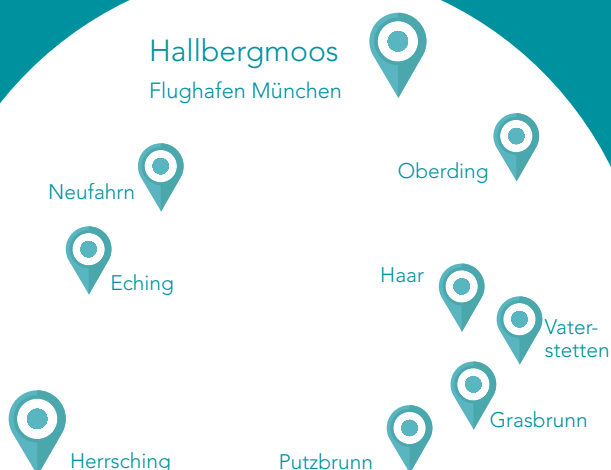 Hallbergmoos
Flughafen München
Oberding
Neufahrn
Haar
Eching
Vater-
stetten
Grasbrunn
Herrsching
Putzbrunn